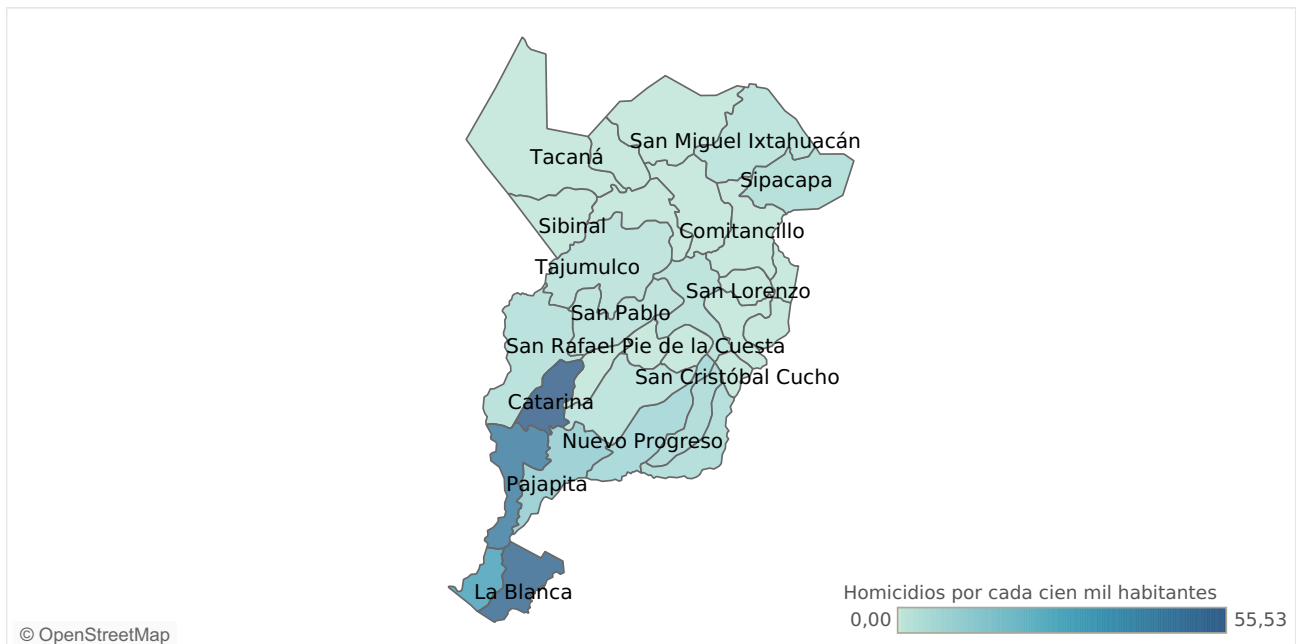 San Miguel Ixtahuacán
Tacaná
Sipacapa
Sibinal
Comitancillo
Tajumulco
San Lorenzo
San Pablo
San Rafael Pie de la Cuesta
San Cristóbal Cucho
Catarina
Nuevo Progreso
Pajapita
La Blanca
Homicidios por cada cien mil habitantes
0,00
55,53
© OpenStreetMap